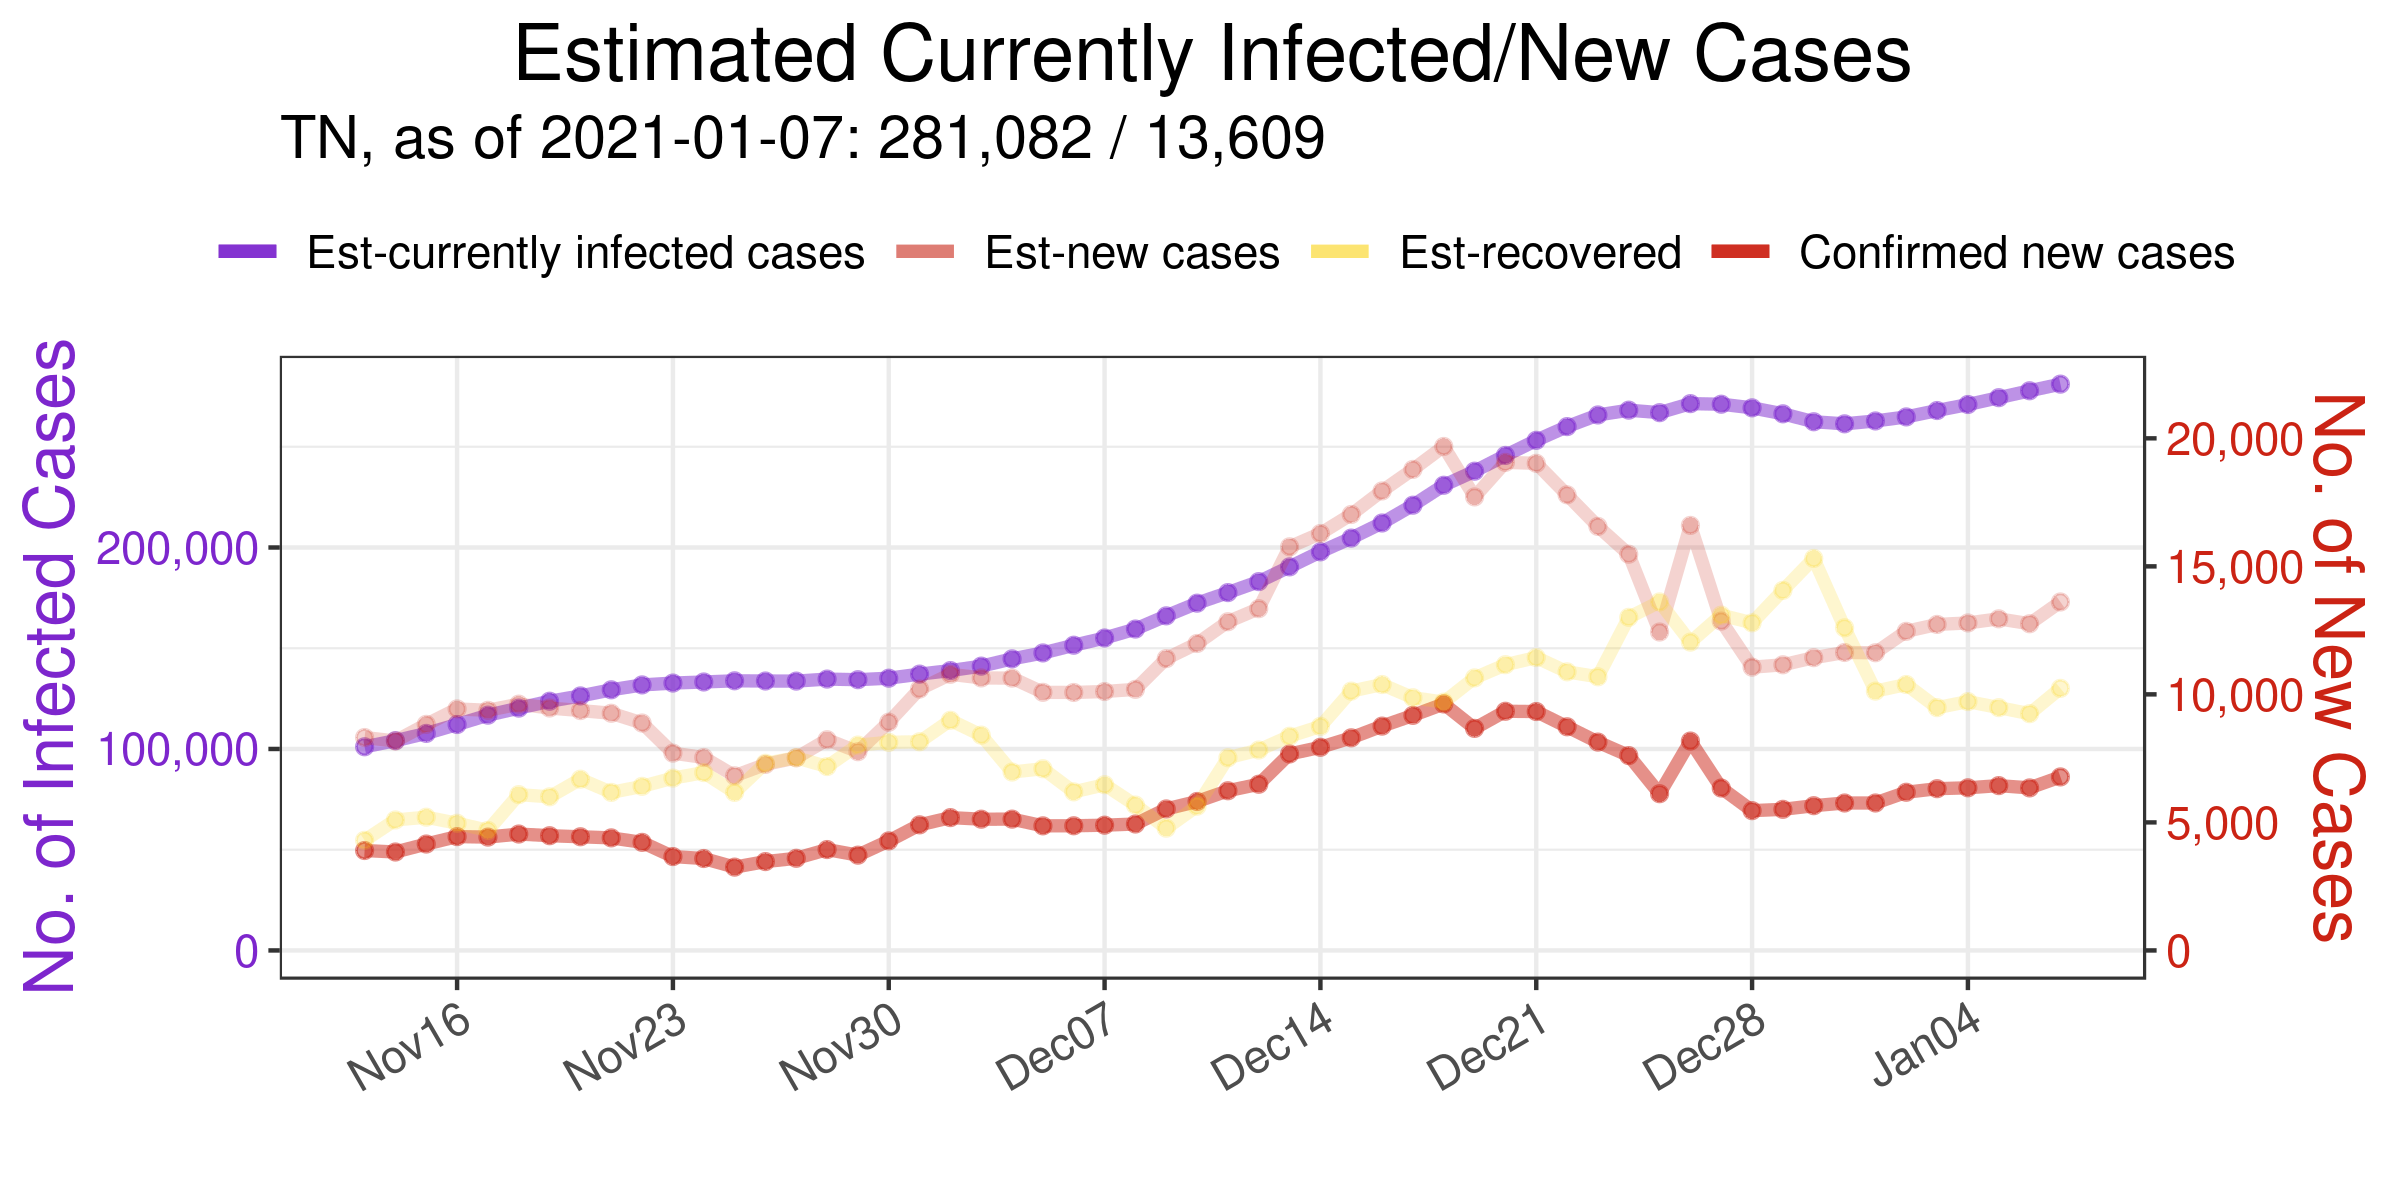 Estimated Currently Infected/New Cases
TN, as of 2021-01-07: 281,082 / 13,609
Est-currently infected cases Est-new cases Est-recovered Confirmed new cases
No. of Infected Cases
200,000
100,000
0
20,000
15,000
10,000
5,000
0
No. of New Cases
Nov16 Nov23 Nov30 Dec07 Dec14 Dec21 Dec28 Jan04